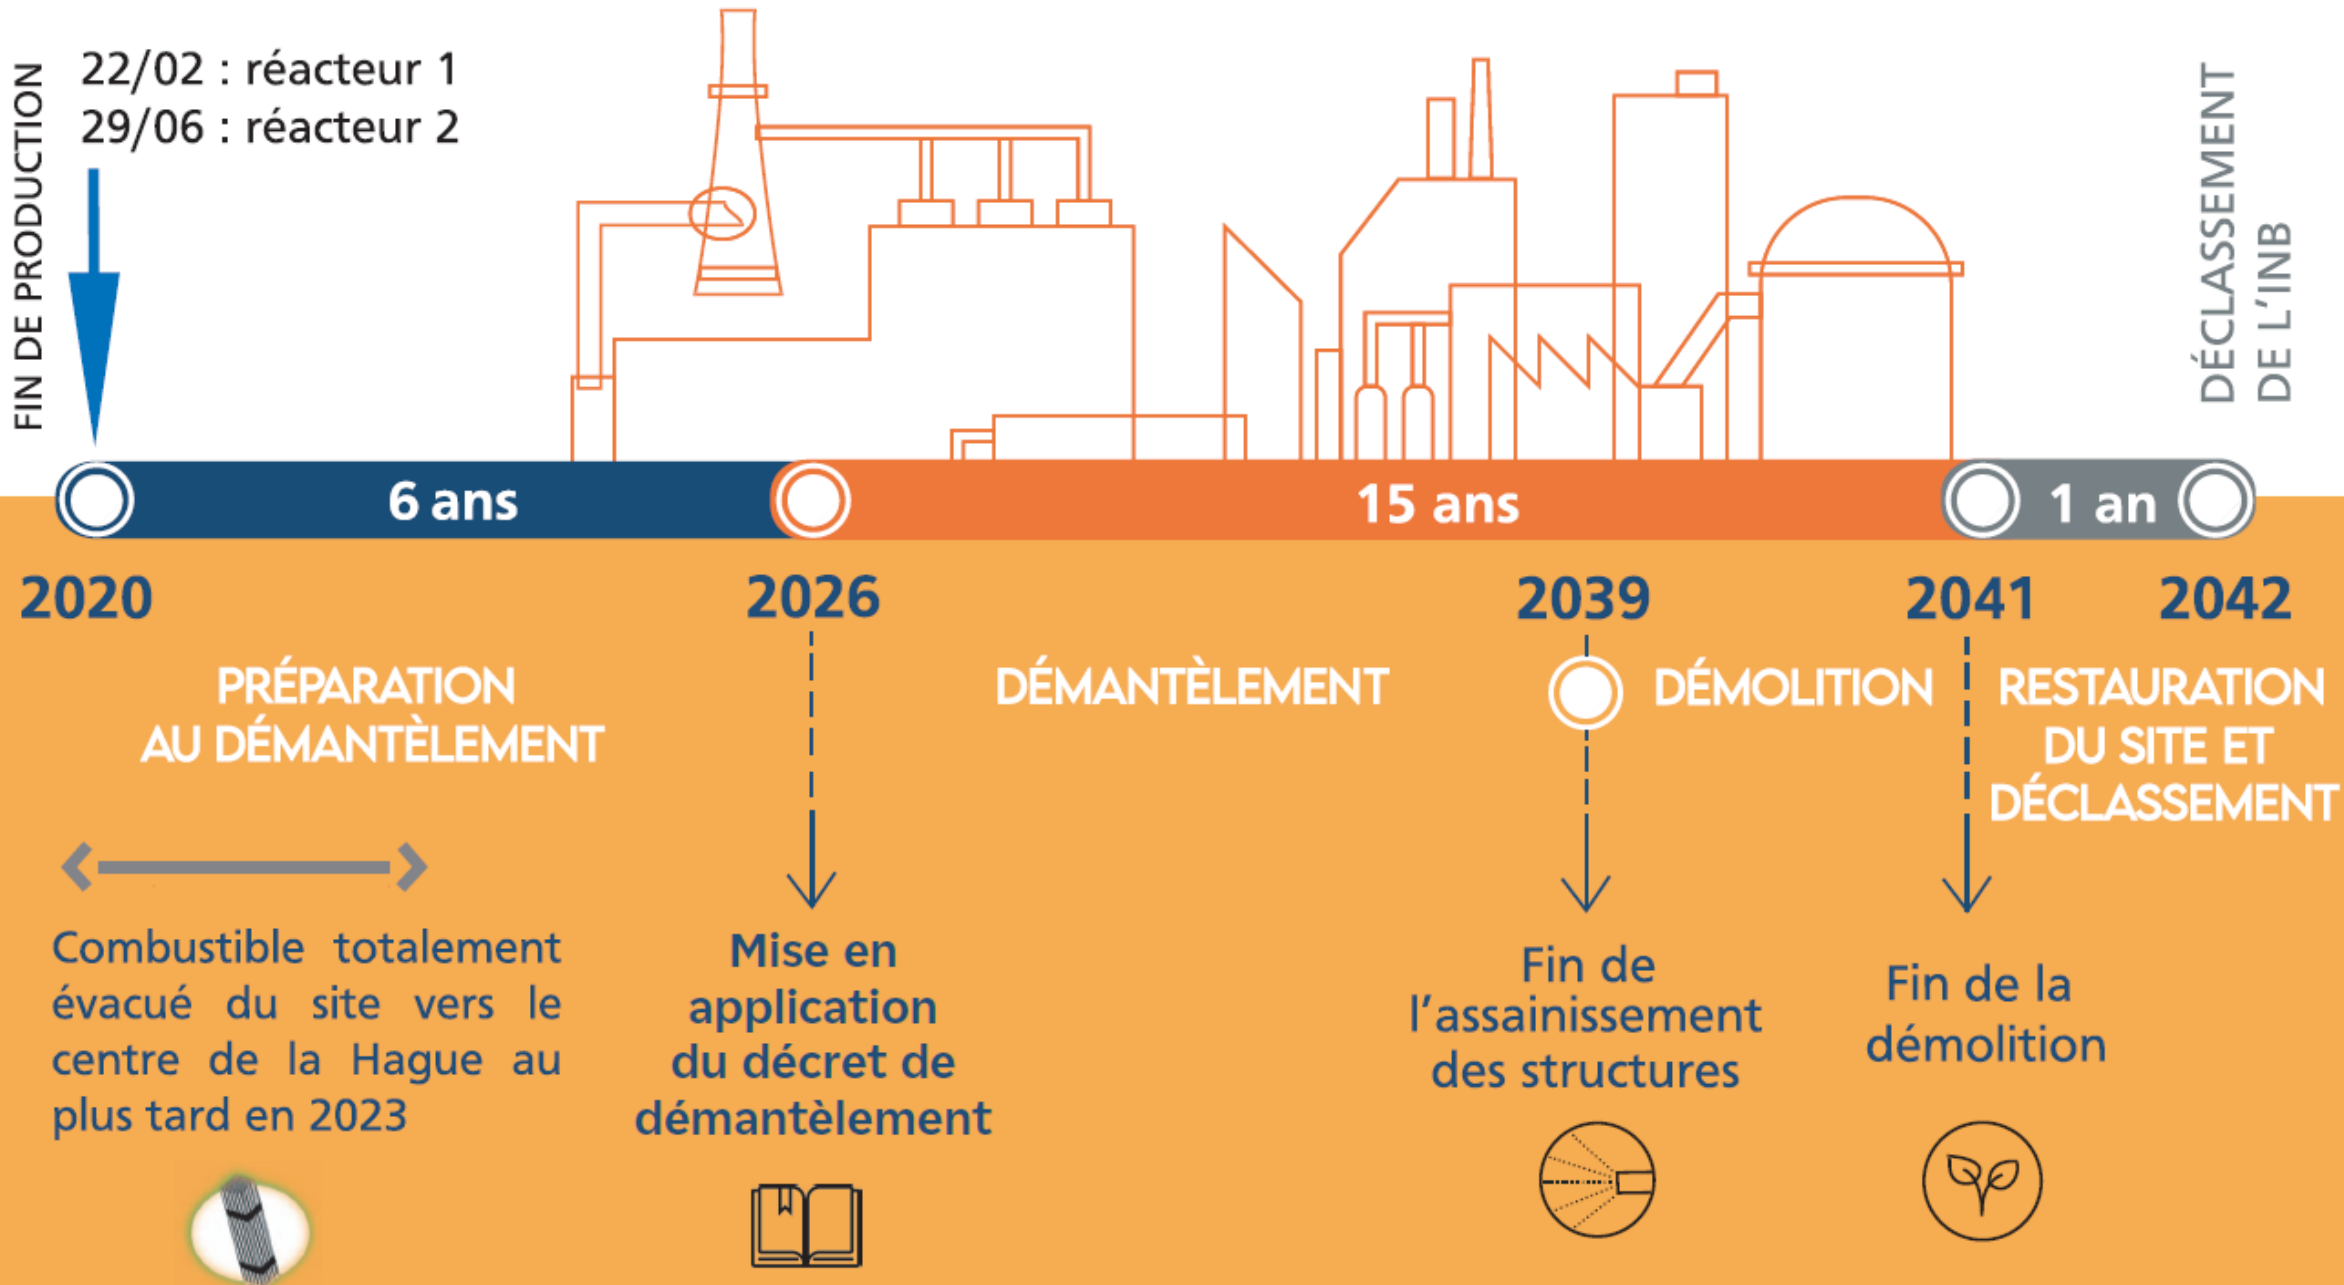 FIN DE PRODUCTION
22/02 : réacteur 1
29/06 : réacteur 2
DÉCLASSEMENT
DE L'INB
6 ans
15 ans
1 an
2020
2026
2039
2041
2042
PRÉPARATION
AU DÉMANTÈLEMENT
DÉMANTÈLEMENT
DÉMOLITION
RESTAURATION
DU SITE ET
DÉCLASSEMENT
Combustible totalement
évacué du site vers le
centre de la Hague au
plus tard en 2023
Mise en
application
du décret de
démantèlement
Fin de
l'assainissement
des structures
Fin de la
démolition